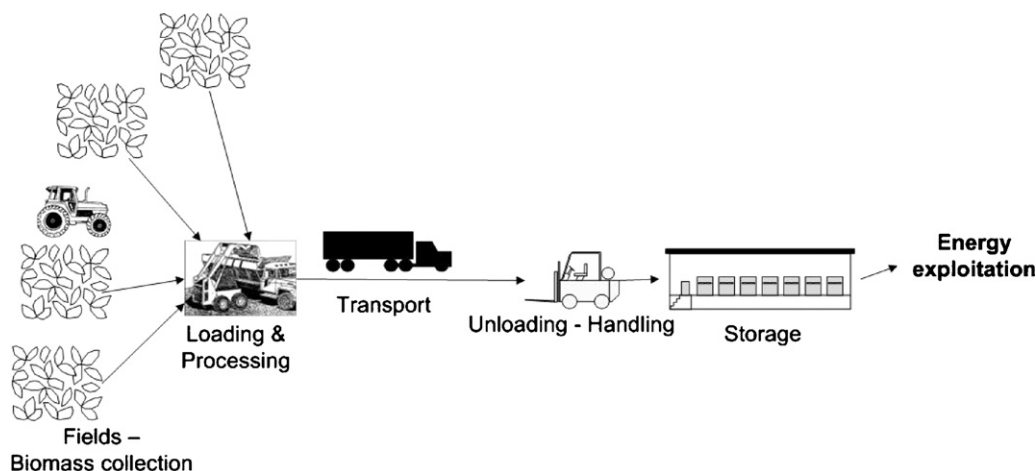 Fields –
Biomass collection
Loading &
Processing
Transport
Unloading - Handling
Storage
Energy
exploitation